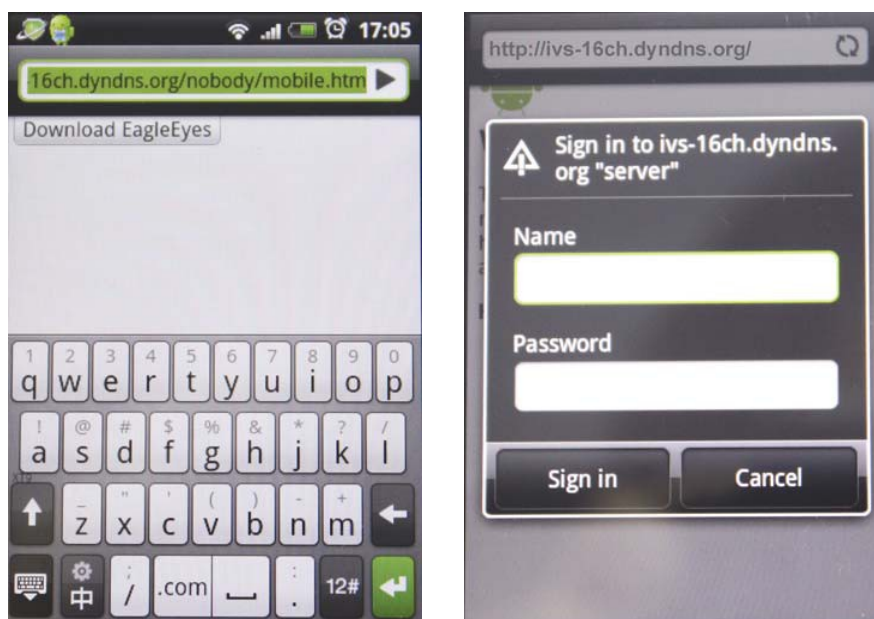 17:05
-16ch.dyndns.org/nobody/mobile.htm
Download EagleEyes
1 2 3 4 5 6 7 8 9 0
q w e r t y u i o p
! @ # $ % & * ? /
a s d f g h j k l
XT9
_ " ' ( ) - +
z x c v b n m
; :
中 / .com . 12#
http://ivs-16ch.dyndns.org/
Sign in to ivs-16ch.dyndns.
org "server"
Name
Password
Sign in Cancel